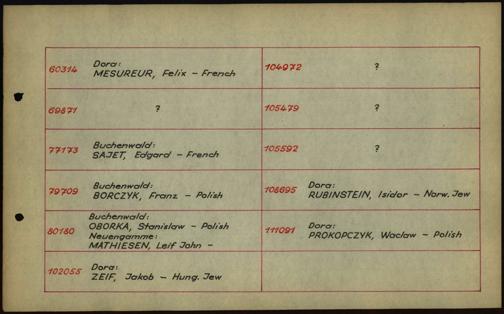 60314 Dora:
MESUREUR, Felix - French
69871 ?
77173 Buchenwald:
SAJET, Edgard - French
79709 Buchenwald:
BORCZYK, Franz - Polish
80180 Buchenwald:
OBORKA, Stanislaw - Polish
Neuengamme:
MATHIESEN, Leif John -
102055 Dora:
ZEIF, Jakob - Hung. Jew
104972 ?
105479 ?
105592 ?
108695 Dora:
RUBINSTEIN, Isidor - Norw. Jew
111091 Dora:
PROKOPCZYK, Waclaw - Polish